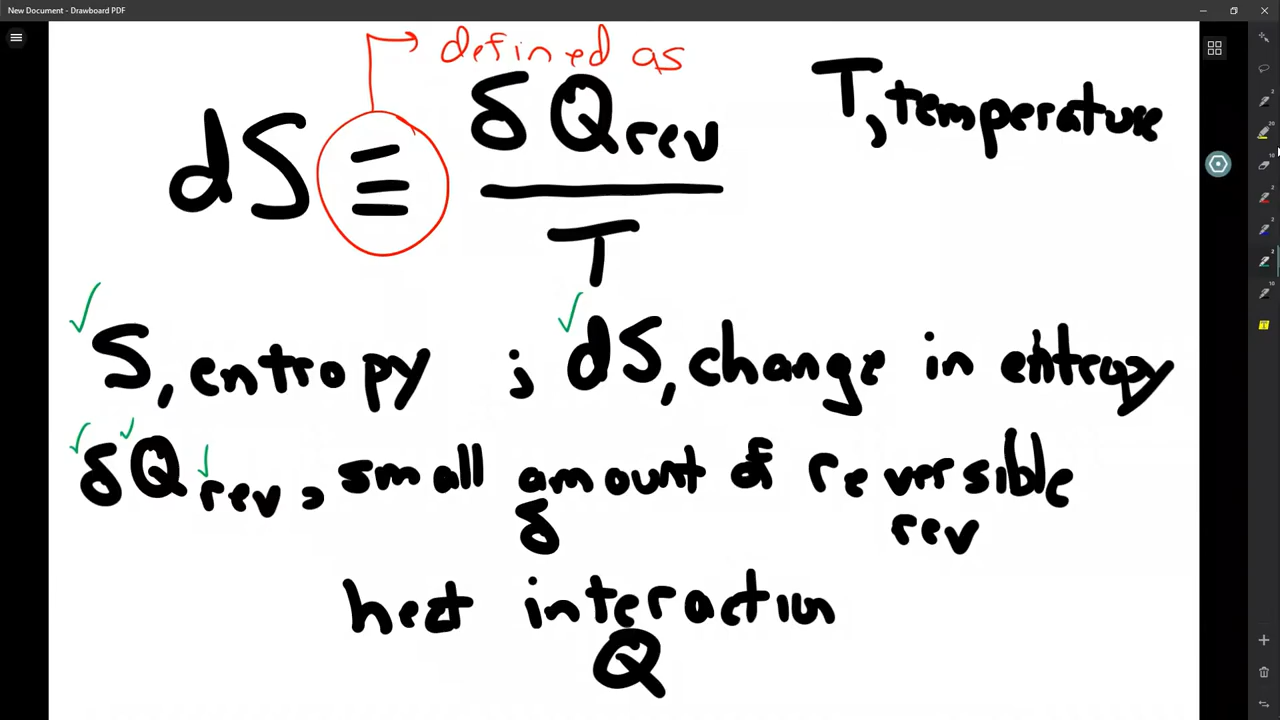 New Document - Drawboard PDF
defined as
dS ≡ δQrev / T
T, temperature
S, entropy ; dS, change in entropy
δQrev, small amount of reversible
δ rev
heat interaction
Q